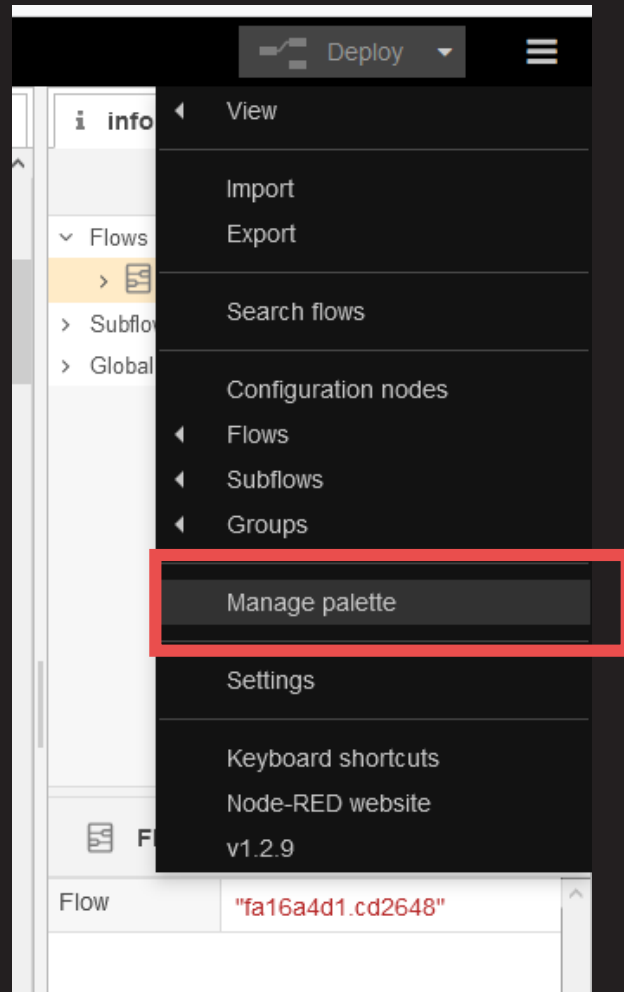 Deploy
i info
View
Import
Export
Flows
Search flows
Subflo
Global
Configuration nodes
Flows
Subflows
Groups
Manage palette
Settings
Keyboard shortcuts
Node-RED website
v1.2.9
Fl
Flow
"fa16a4d1.cd2648"